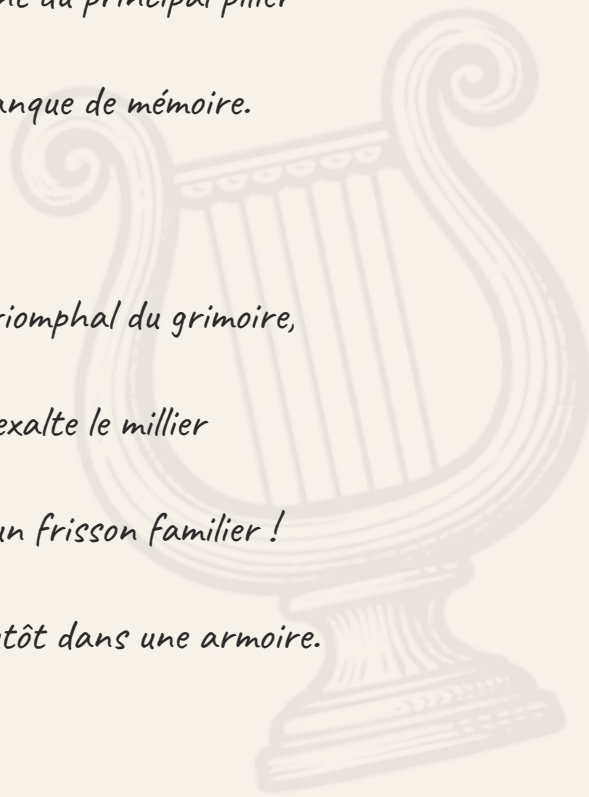 du principal pilier
anque de mémoire.
riomphal du grimoire,
exalte le millier
un frisson familier !
tôt dans une armoire.